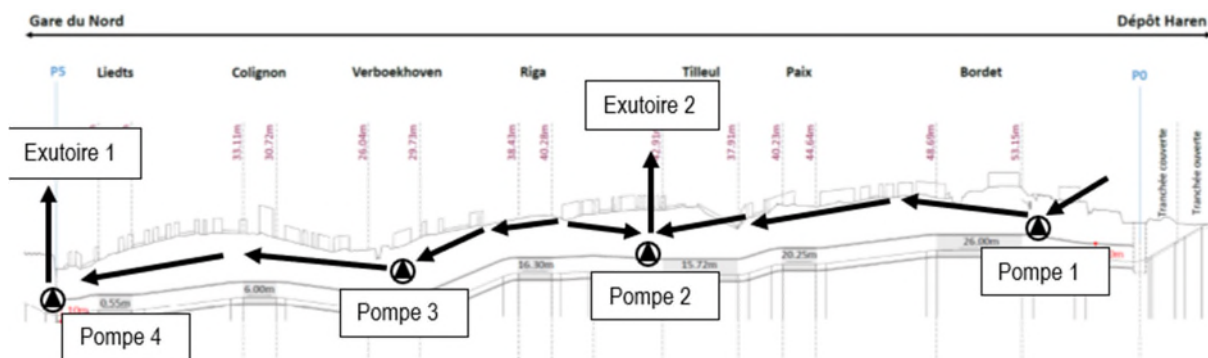 Gare du Nord Dépôt Haren
P5 Liedts Colignon Verboekhoven Riga Tilleul Paix Bordet P0
Exutoire 2
Exutoire 1
33.11m 30.72m 26.04m 29.73m 38.43m 40.28m 42.91m 37.91m 40.23m 44.64m 48.69m 53.15m
Tranchée couverte
Tranchée ouverte
26.00m
20.25m
16.30m 15.72m
Pompe 1
6.00m
Pompe 2
0.55m
Pompe 3
Pompe 4